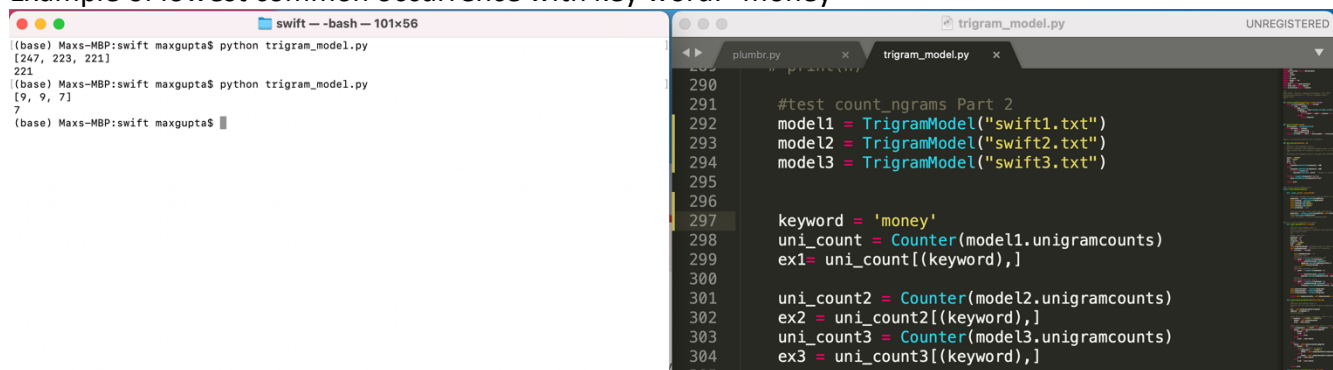 Example of lowest common occurrence with key word: "money"
swift — -bash — 101×56
[(base) Maxs-MBP:swift maxgupta$ python trigram_model.py ]
[247, 223, 221]
221
[(base) Maxs-MBP:swift maxgupta$ python trigram_model.py ]
[9, 9, 7]
7
(base) Maxs-MBP:swift maxgupta$
trigram_model.py
UNREGISTERED
plumbr.py ×
trigram_model.py ×
289 # print(n)
290
291 #test count_ngrams Part 2
292 model1 = TrigramModel("swift1.txt")
293 model2 = TrigramModel("swift2.txt")
294 model3 = TrigramModel("swift3.txt")
295
296
297 keyword = 'money'
298 uni_count = Counter(model1.unigramcounts)
299 ex1= uni_count[(keyword),]
300
301 uni_count2 = Counter(model2.unigramcounts)
302 ex2 = uni_count2[(keyword),]
303 uni_count3 = Counter(model3.unigramcounts)
304 ex3 = uni_count3[(keyword),]